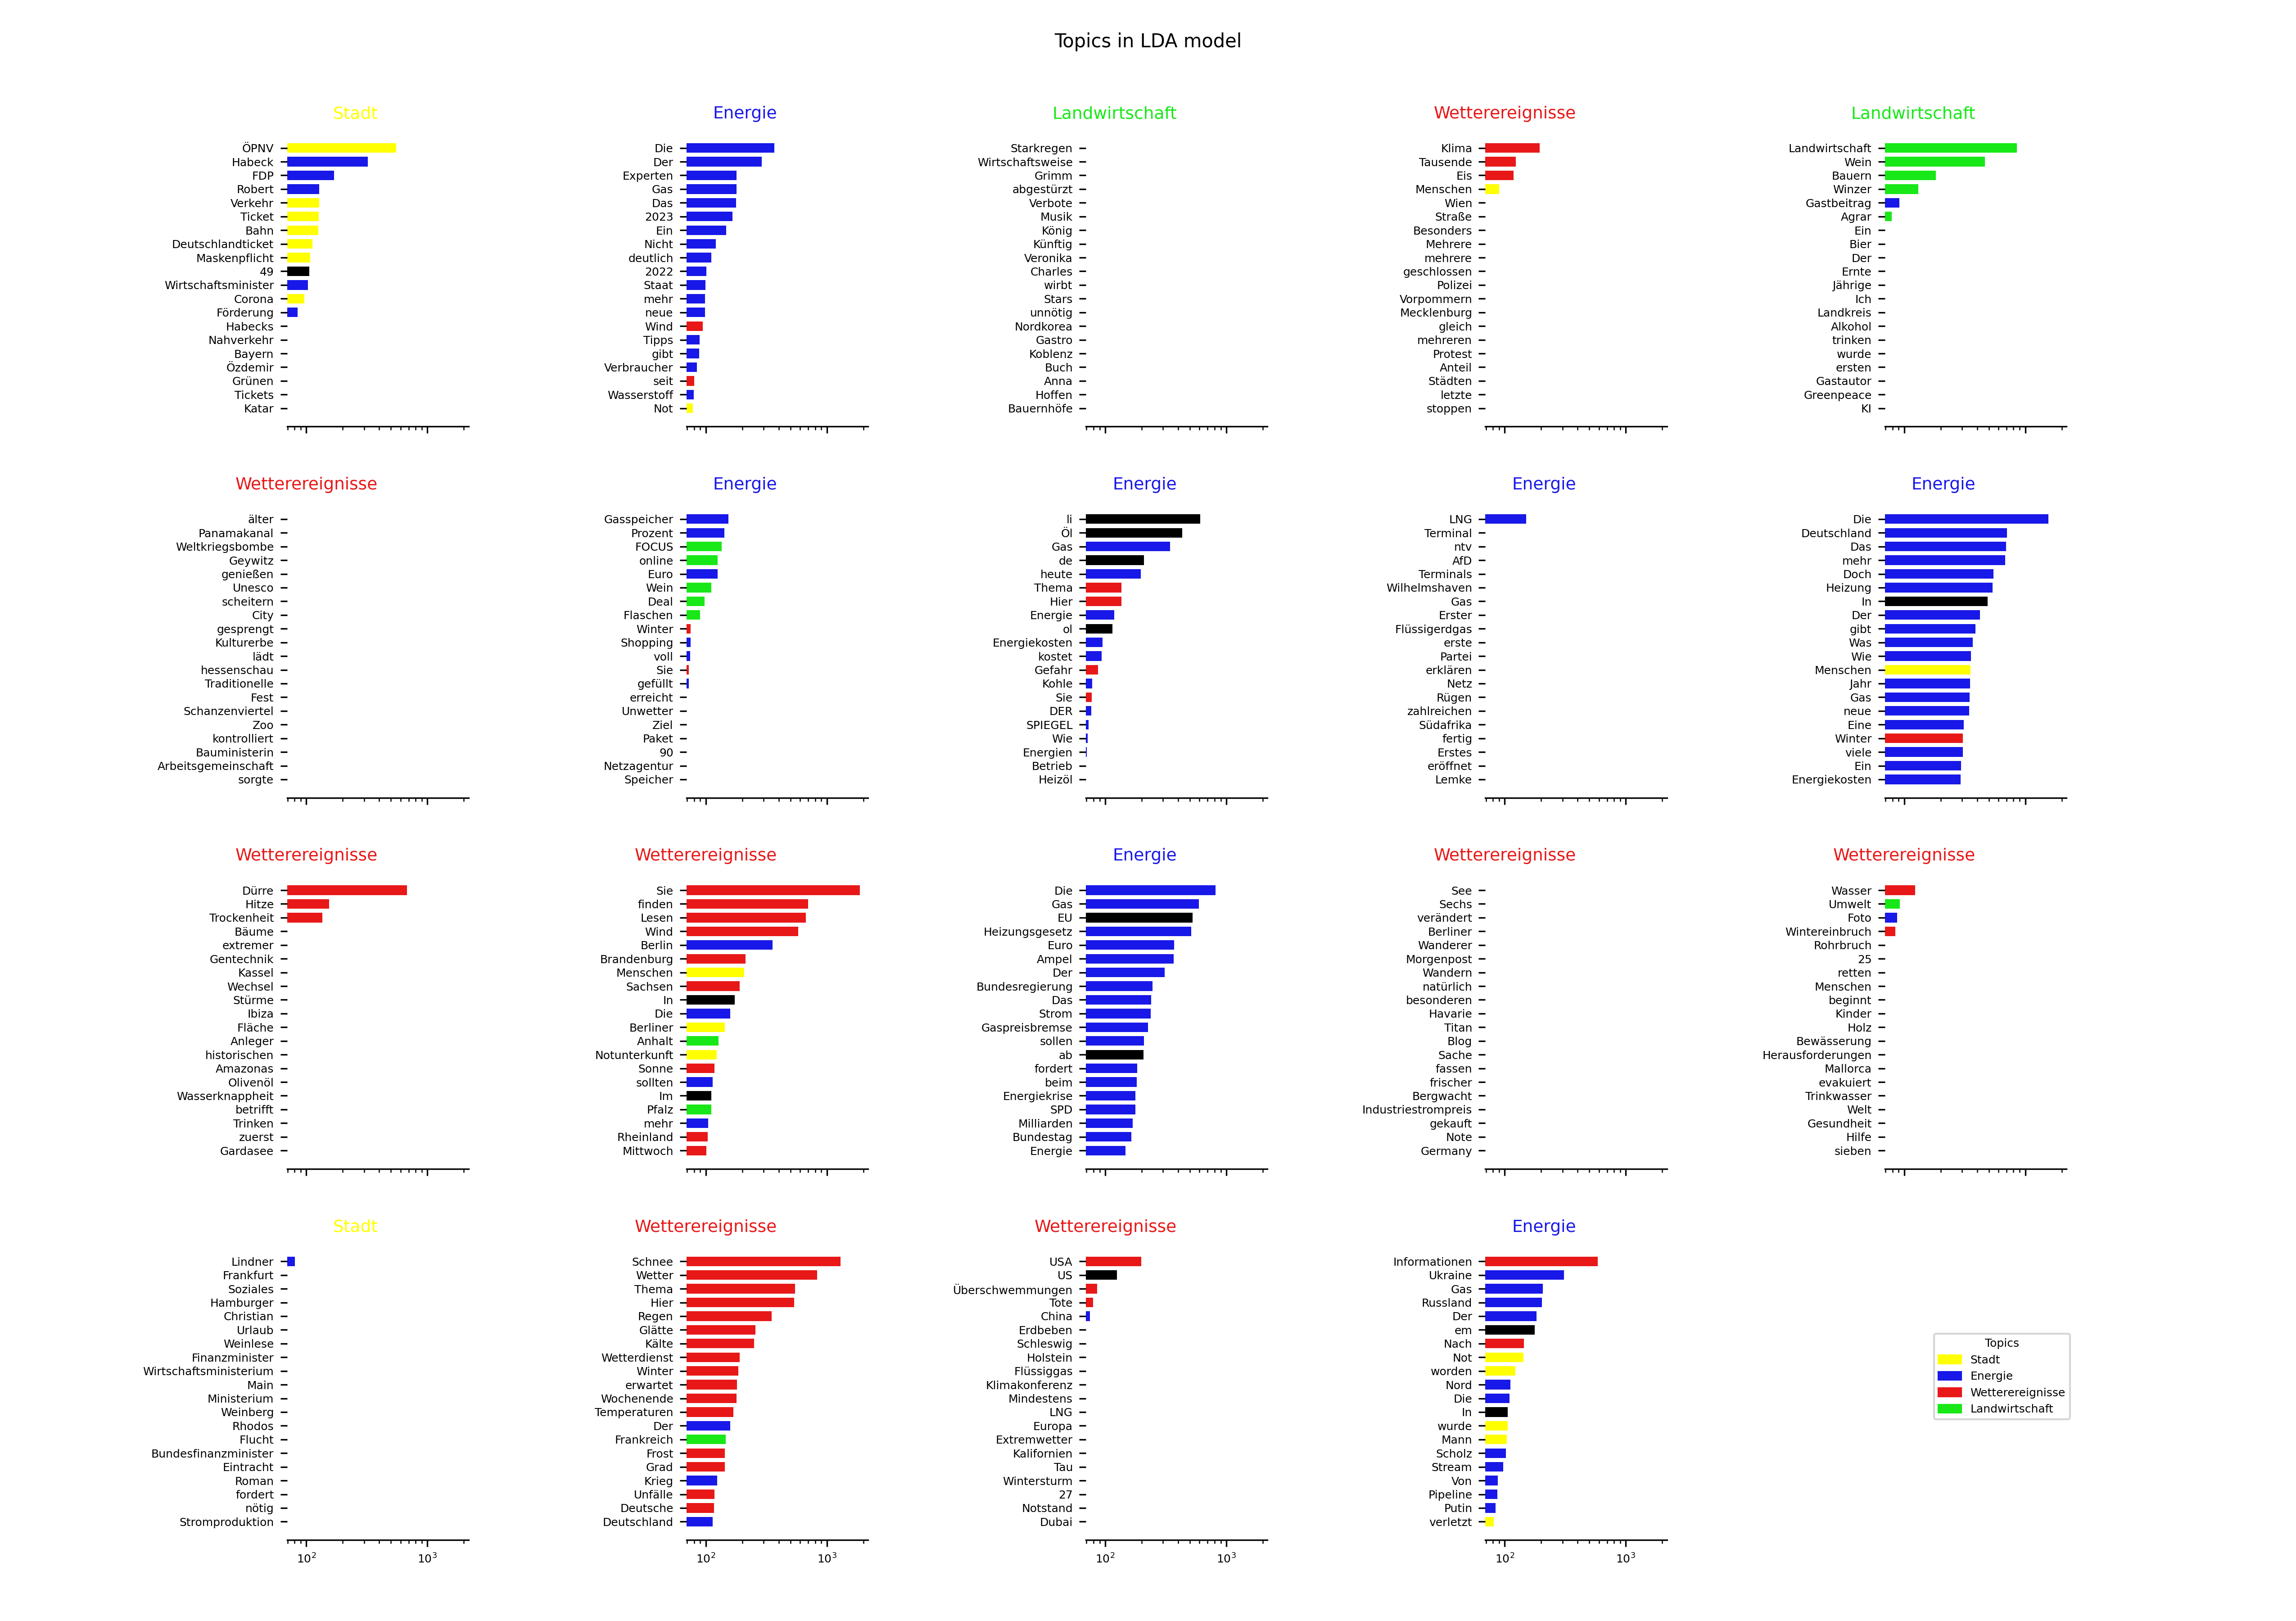 Topics in LDA model
Stadt
ÖPNV
Habeck
FDP
Robert
Verkehr
Ticket
Bahn
Deutschlandticket
Maskenpflicht
49
Wirtschaftsminister
Corona
Förderung
Habecks
Nahverkehr
Bayern
Özdemir
Grünen
Tickets
Katar
Energie
Die
Der
Experten
Gas
Das
2023
Ein
Nicht
deutlich
2022
Staat
mehr
neue
Wind
Tipps
gibt
Verbraucher
seit
Wasserstoff
Not
Landwirtschaft
Starkregen
Wirtschaftsweise
Grimm
abgestürzt
Verbote
Musik
König
Künftig
Veronika
Charles
wirbt
Stars
unnötig
Nordkorea
Gastro
Koblenz
Buch
Anna
Hoffen
Bauernhöfe
Wetterereignisse
Klima
Tausende
Eis
Menschen
Wien
Straße
Besonders
Mehrere
mehrere
geschlossen
Polizei
Vorpommern
Mecklenburg
gleich
mehreren
Protest
Anteil
Städten
letzte
stoppen
Landwirtschaft
Landwirtschaft
Wein
Bauern
Winzer
Gastbeitrag
Agrar
Ein
Bier
Der
Ernte
Jährige
Ich
Landkreis
Alkohol
trinken
wurde
ersten
Gastautor
Greenpeace
KI
Wetterereignisse
älter
Panamakanal
Weltkriegsbombe
Geywitz
genießen
Unesco
scheitern
City
gesprengt
Kulturerbe
lädt
hessenschau
Traditionelle
Fest
Schanzenviertel
Zoo
kontrolliert
Bauministerin
Arbeitsgemeinschaft
sorgte
Energie
Gasspeicher
Prozent
FOCUS
online
Euro
Wein
Deal
Flaschen
Winter
Shopping
voll
Sie
gefüllt
erreicht
Unwetter
Ziel
Paket
90
Netzagentur
Speicher
Energie
li
Öl
Gas
de
heute
Thema
Hier
Energie
ol
Energiekosten
kostet
Gefahr
Kohle
Sie
DER
SPIEGEL
Wie
Energien
Betrieb
Heizöl
Energie
LNG
Terminal
ntv
AfD
Terminals
Wilhelmshaven
Gas
Erster
Flüssigerdgas
erste
Partei
erklären
Netz
Rügen
zahlreichen
Südafrika
fertig
Erstes
eröffnet
Lemke
Energie
Die
Deutschland
Das
mehr
Doch
Heizung
In
Der
gibt
Was
Wie
Menschen
Jahr
Gas
neue
Eine
Winter
viele
Ein
Energiekosten
Wetterereignisse
Dürre
Hitze
Trockenheit
Bäume
extremer
Gentechnik
Kassel
Wechsel
Stürme
Ibiza
Fläche
Anleger
historischen
Amazonas
Olivenöl
Wasserknappheit
betrifft
Trinken
zuerst
Gardasee
Wetterereignisse
Sie
finden
Lesen
Wind
Berlin
Brandenburg
Menschen
Sachsen
In
Die
Berliner
Anhalt
Notunterkunft
Sonne
sollten
Im
Pfalz
mehr
Rheinland
Mittwoch
Energie
Die
Gas
EU
Heizungsgesetz
Euro
Ampel
Der
Bundesregierung
Das
Strom
Gaspreisbremse
sollen
ab
fordert
beim
Energiekrise
SPD
Milliarden
Bundestag
Energie
Wetterereignisse
See
Sechs
verändert
Berliner
Wanderer
Morgenpost
Wandern
natürlich
besonderen
Havarie
Titan
Blog
Sache
fassen
frischer
Bergwacht
Industriestrompreis
gekauft
Note
Germany
Wetterereignisse
Wasser
Umwelt
Foto
Wintereinbruch
Rohrbruch
25
retten
Menschen
beginnt
Kinder
Holz
Bewässerung
Herausforderungen
Mallorca
evakuiert
Trinkwasser
Welt
Gesundheit
Hilfe
sieben
Stadt
Lindner
Frankfurt
Soziales
Hamburger
Christian
Urlaub
Weinlese
Finanzminister
Wirtschaftsministerium
Main
Ministerium
Weinberg
Rhodos
Flucht
Bundesfinanzminister
Eintracht
Roman
fordert
nötig
Stromproduktion
10² 10³
Wetterereignisse
Schnee
Wetter
Thema
Hier
Regen
Glätte
Kälte
Wetterdienst
Winter
erwartet
Wochenende
Temperaturen
Der
Frankreich
Frost
Grad
Krieg
Unfälle
Deutsche
Deutschland
10² 10³
Wetterereignisse
USA
US
Überschwemmungen
Tote
China
Erdbeben
Schleswig
Holstein
Flüssiggas
Klimakonferenz
Mindestens
LNG
Europa
Extremwetter
Kalifornien
Tau
Wintersturm
27
Notstand
Dubai
10² 10³
Energie
Informationen
Ukraine
Gas
Russland
Der
em
Nach
Not
worden
Nord
Die
In
wurde
Mann
Scholz
Stream
Von
Pipeline
Putin
verletzt
10² 10³
Topics
Stadt
Energie
Wetterereignisse
Landwirtschaft